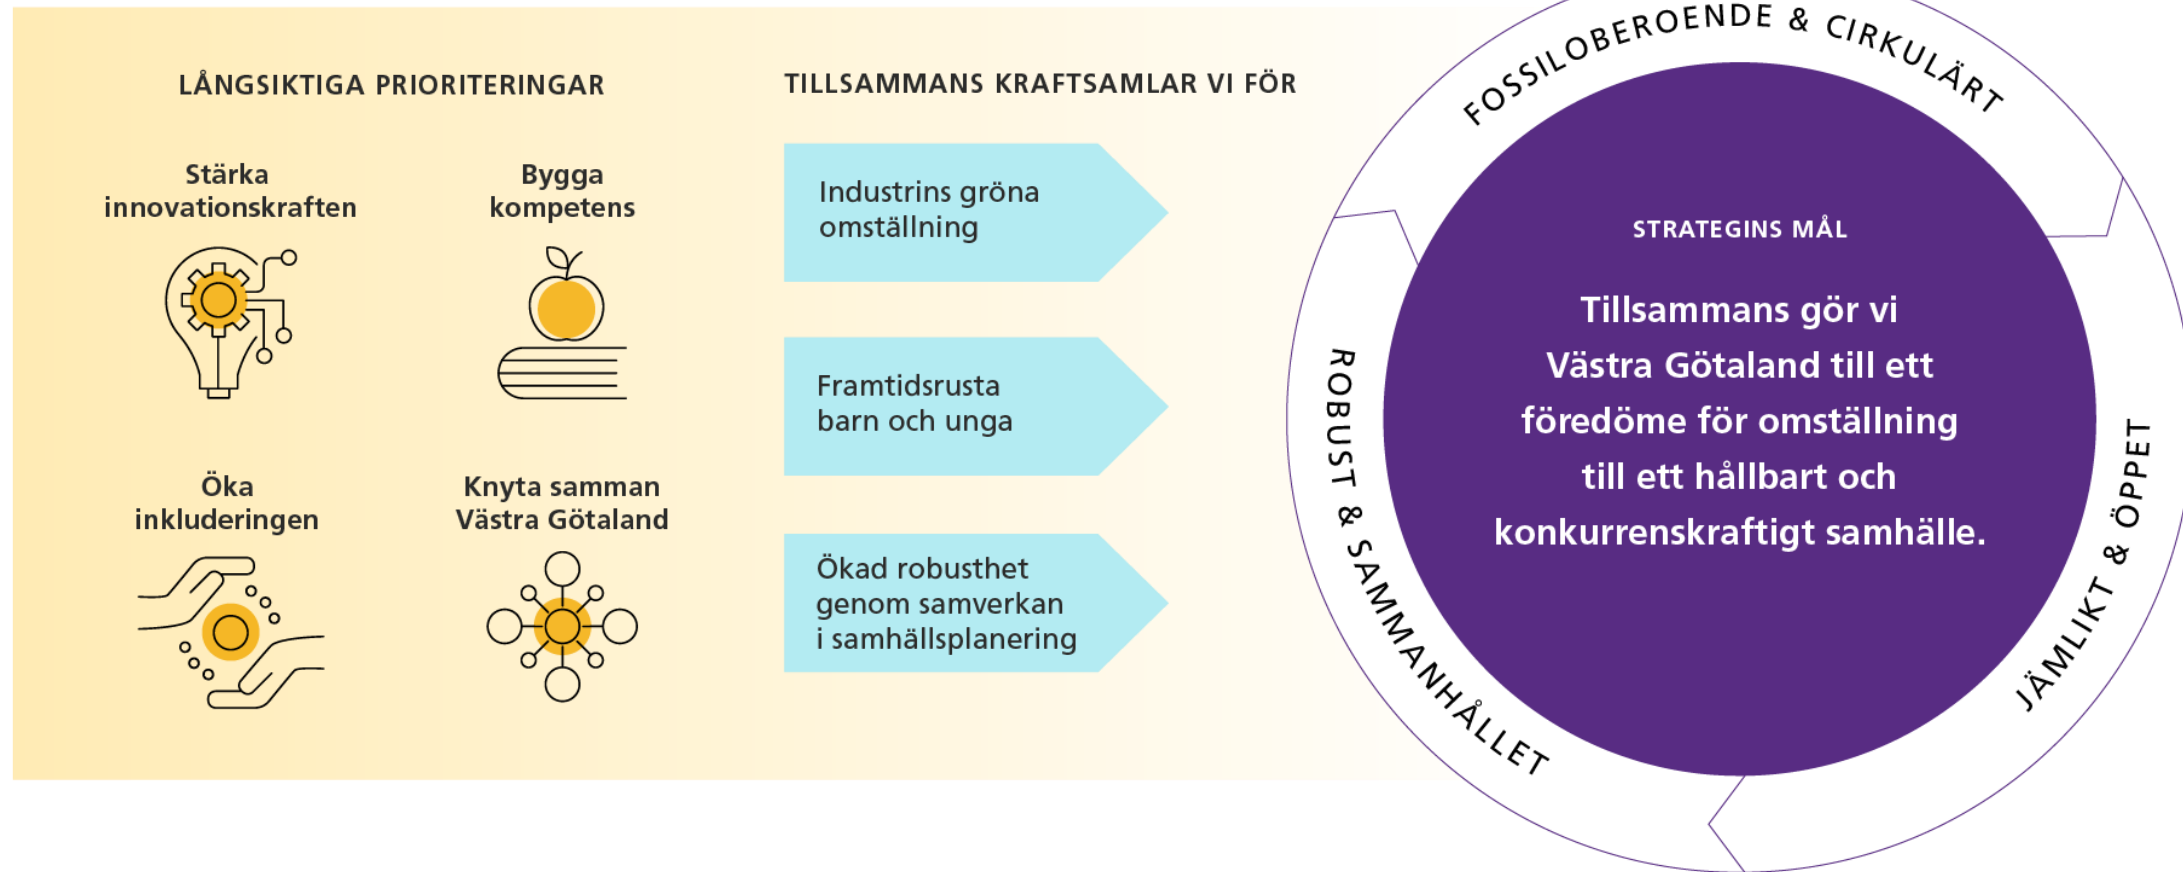 LÅNGSIKTIGA PRIORITERINGAR
Stärka
innovationskraften
Bygga
kompetens
Öka
inkluderingen
Knyta samman
Västra Götaland
TILLSAMMANS KRAFTSAMLAR VI FÖR
Industrins gröna
omställning
Framtidsrusta
barn och unga
Ökad robusthet
genom samverkan
i samhällsplanering
FOSSILOBEROENDE & CIRKULÄRT
JÄMLIKT & ÖPPET
ROBUST & SAMMANHÅLLET
STRATEGINS MÅL
Tillsammans gör vi
Västra Götaland till ett
föredöme för omställning
till ett hållbart och
konkurrenskraftigt samhälle.